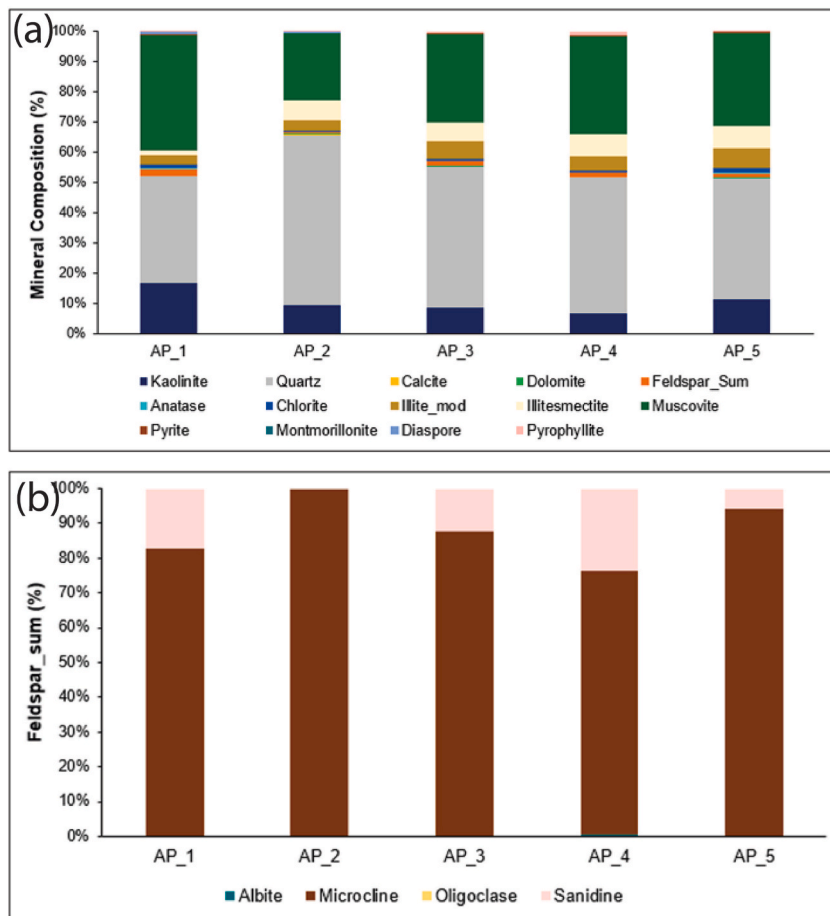 (a)
Mineral Composition (%)
100%
90%
80%
70%
60%
50%
40%
30%
20%
10%
0%
AP_1 AP_2 AP_3 AP_4 AP_5
Kaolinite Quartz Calcite Dolomite Feldspar_Sum
Anatase Chlorite Illite_mod Illitesmectite Muscovite
Pyrite Montmorillonite Diaspore Pyrophyllite
(b)
Feldspar_sum (%)
100%
90%
80%
70%
60%
50%
40%
30%
20%
10%
0%
AP_1 AP_2 AP_3 AP_4 AP_5
Albite Microcline Oligoclase Sanidine